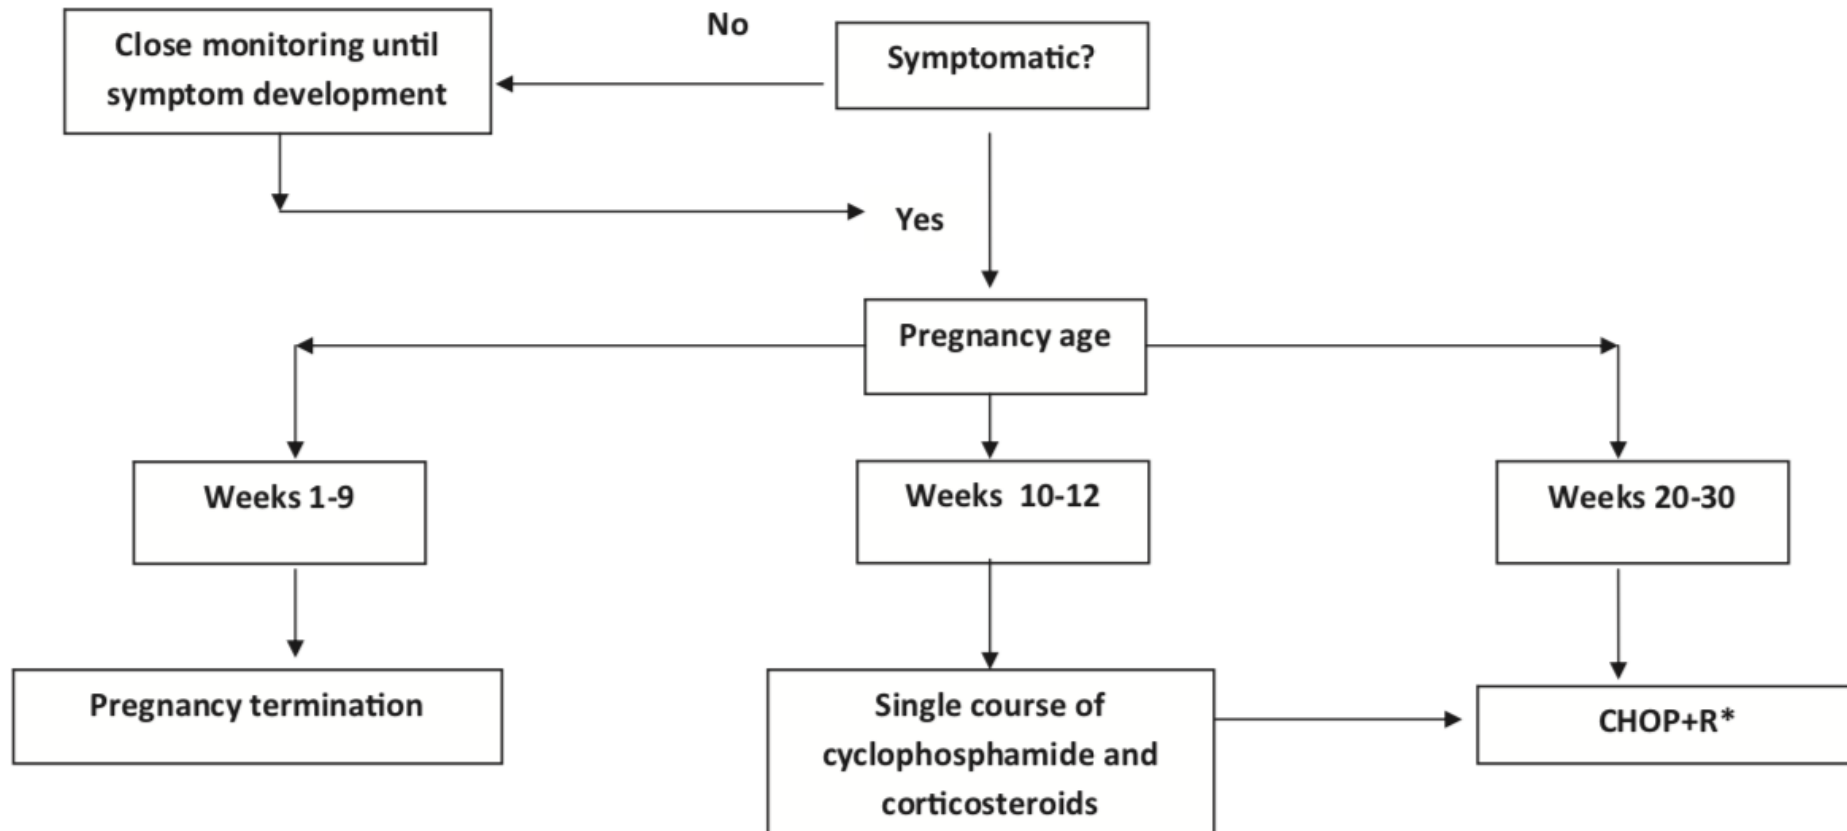 No
Close monitoring until
symptom development
Symptomatic?
Yes
Pregnancy age
Weeks 1-9
Weeks  10-12
Weeks 20-30
Pregnancy termination
Single course of
cyclophosphamide and
corticosteroids
CHOP+R*